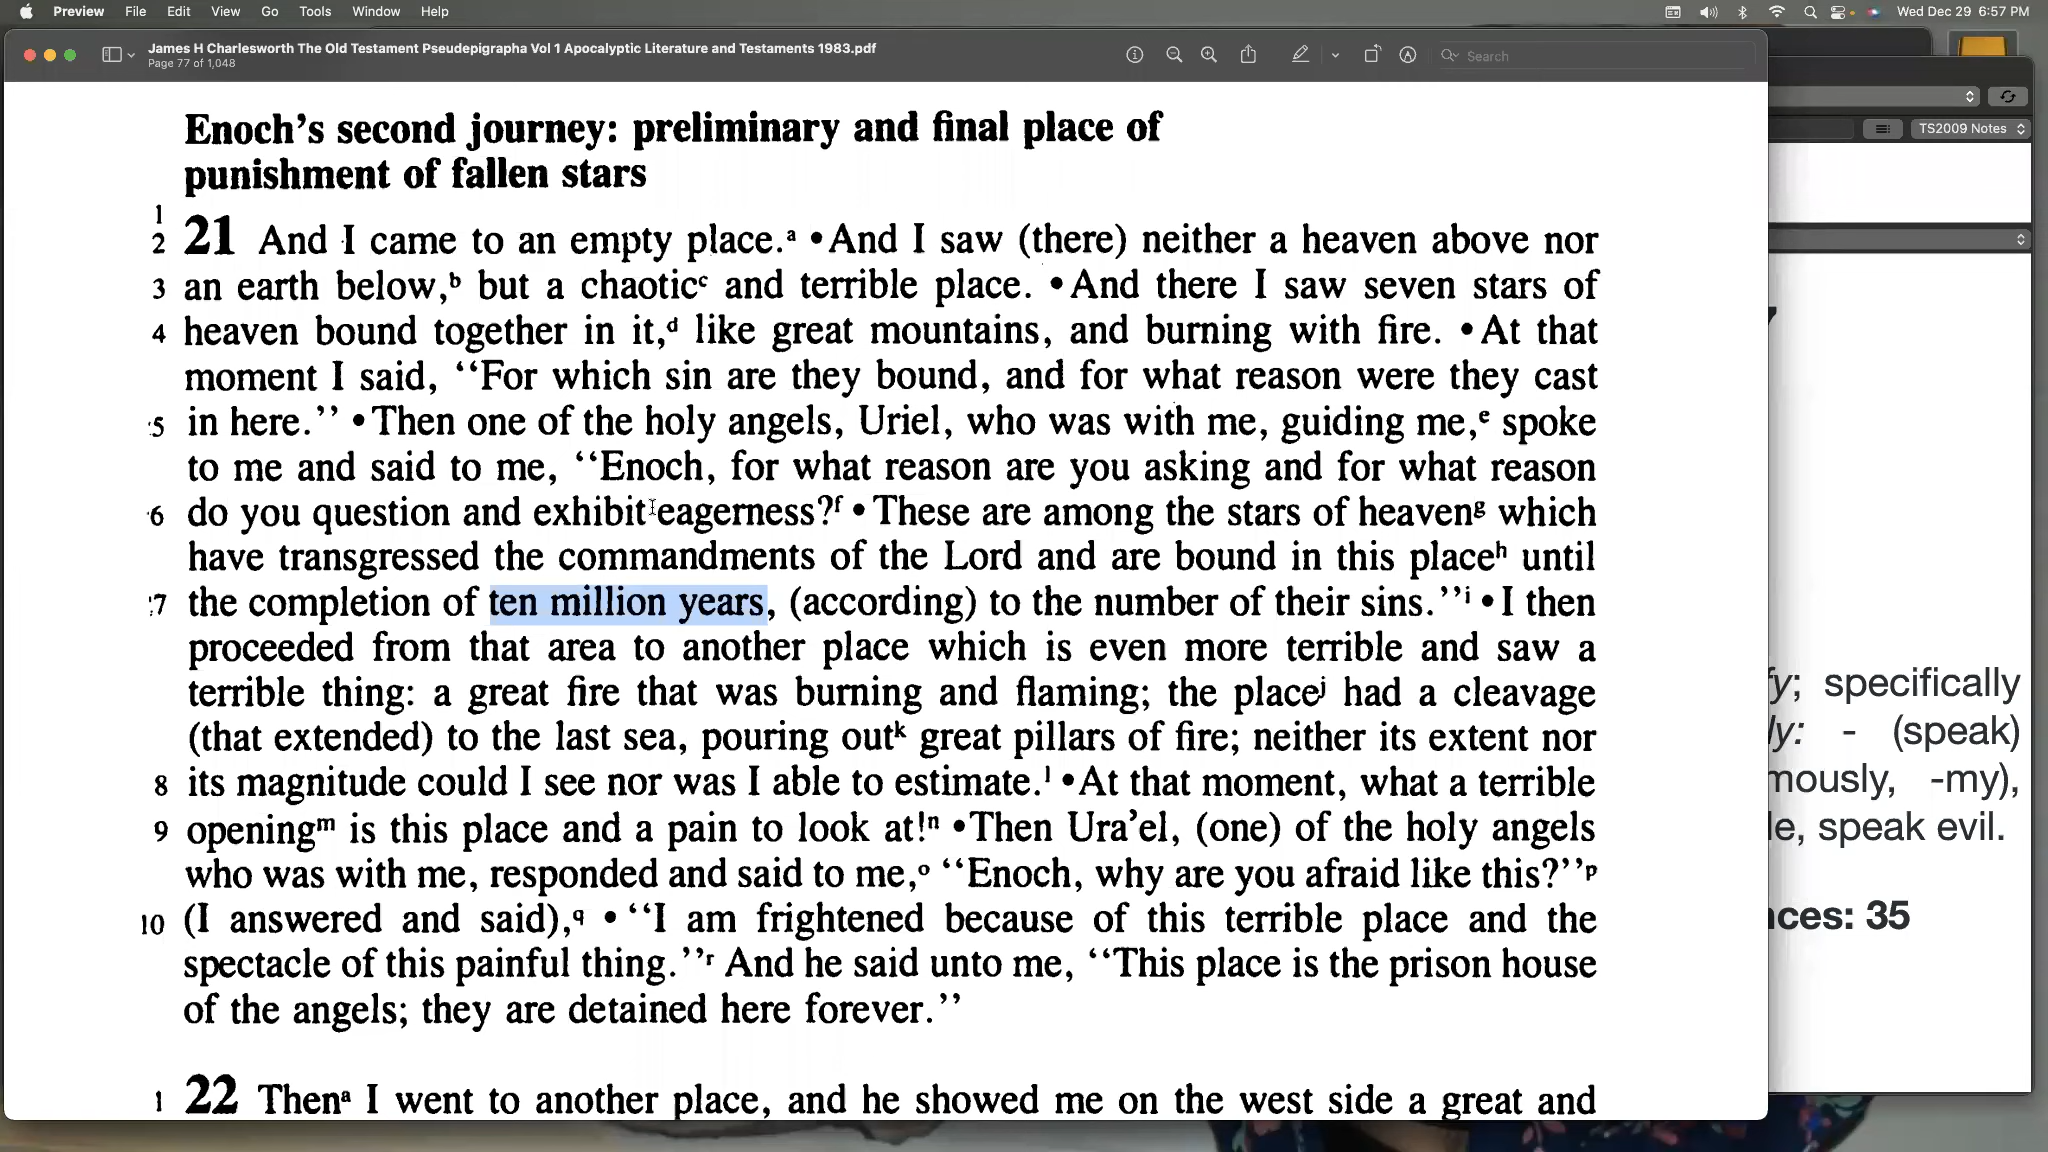 Preview File Edit View Go Tools Window Help Wed Dec 29 6:57 PM
James H Charlesworth The Old Testament Pseudepigrapha Vol 1 Apocalyptic Literature and Testaments 1983.pdf
Page 77 of 1,048
Search
Enoch’s second journey: preliminary and final place of
punishment of fallen stars
1
2 21 And I came to an empty place.ᵃ •And I saw (there) neither a heaven above nor
3 an earth below,ᵇ but a chaoticᶜ and terrible place. •And there I saw seven stars of
4 heaven bound together in it,ᵈ like great mountains, and burning with fire. •At that
moment I said, ‘‘For which sin are they bound, and for what reason were they cast
5 in here.’’ •Then one of the holy angels, Uriel, who was with me, guiding me,ᵉ spoke
to me and said to me, ‘‘Enoch, for what reason are you asking and for what reason
6 do you question and exhibit eagerness?ᶠ •These are among the stars of heavenᵍ which
have transgressed the commandments of the Lord and are bound in this placeʰ until
7 the completion of ten million years, (according) to the number of their sins.’’ⁱ •I then
proceeded from that area to another place which is even more terrible and saw a
terrible thing: a great fire that was burning and flaming; the placeʲ had a cleavage
(that extended) to the last sea, pouring outᵏ great pillars of fire; neither its extent nor
8 its magnitude could I see nor was I able to estimate.ˡ •At that moment, what a terrible
9 openingᵐ is this place and a pain to look at!ⁿ •Then Ura’el, (one) of the holy angels
who was with me, responded and said to me,ᵒ ‘‘Enoch, why are you afraid like this?’’ᵖ
10 (I answered and said),q • ‘‘I am frightened because of this terrible place and the
spectacle of this painful thing.’’ʳ And he said unto me, ‘‘This place is the prison house
of the angels; they are detained here forever.’’
1 22 Thenᵃ I went to another place, and he showed me on the west side a great and
TS2009 Notes
fy; specifically
ly: - (speak)
mously, -my),
le, speak evil.
nces: 35